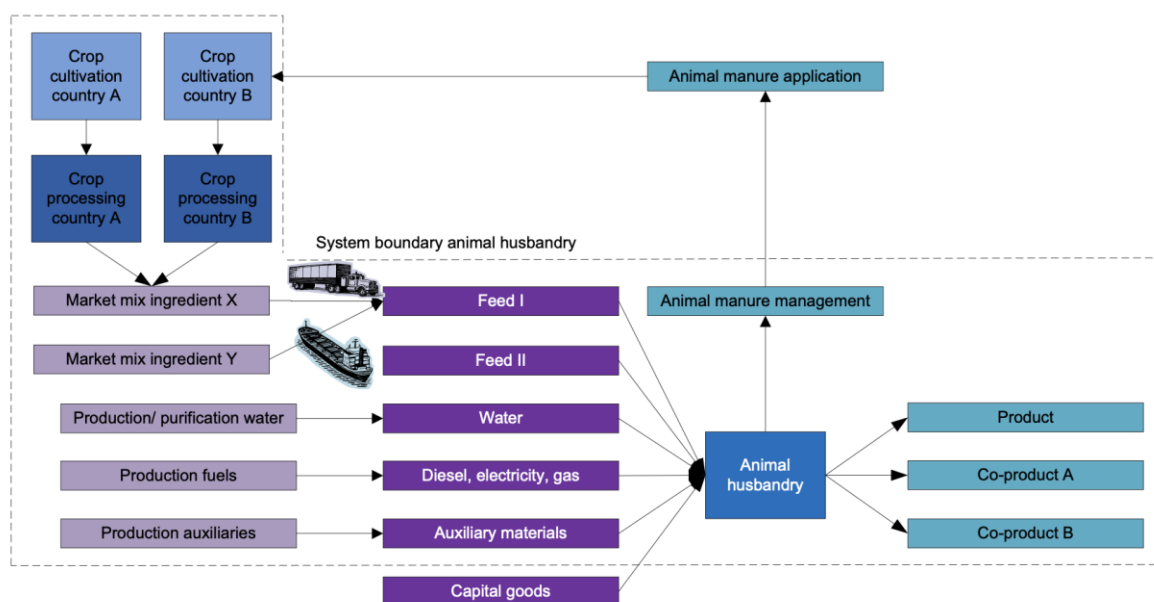 Crop
cultivation
country A
Crop
cultivation
country B
Animal manure application
Crop
processing
country A
Crop
processing
country B
System boundary animal husbandry
Market mix ingredient X
Feed I
Animal manure management
Market mix ingredient Y
Feed II
Production/ purification water
Water
Product
Animal
husbandry
Production fuels
Diesel, electricity, gas
Co-product A
Production auxiliaries
Auxiliary materials
Co-product B
Capital goods